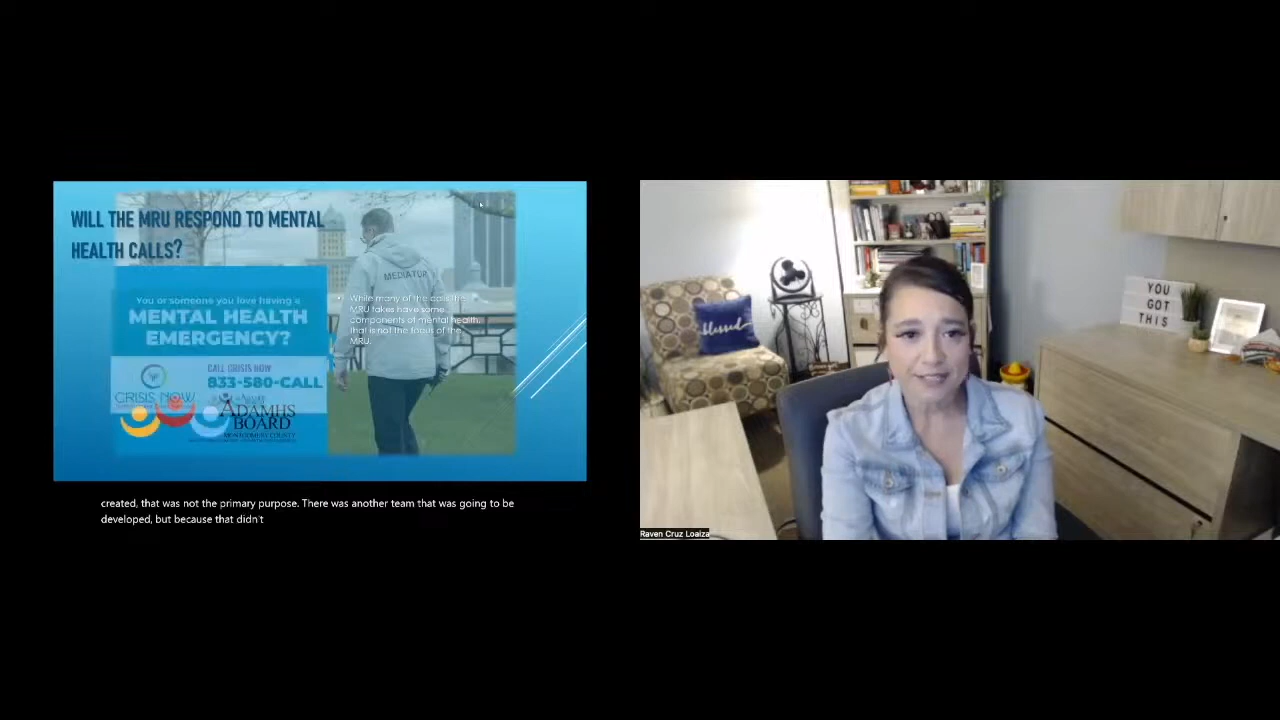 WILL THE MRU RESPOND TO MENTAL
HEALTH CALLS?
You or someone you love having a
MENTAL HEALTH
EMERGENCY?
CALL CRISIS NOW
833-580-CALL
CRISIS NOW
ADAMHS
BOARD
MONTGOMERY COUNTY
MEDIATOR
• While many of the calls the
MRU takes have some
components of mental health,
that is not the focus of the
MRU.
created, that was not the primary purpose. There was another team that was going to be
developed, but because that didn't
blessed
YOU
GOT
THIS
Raven Cruz Loaiza